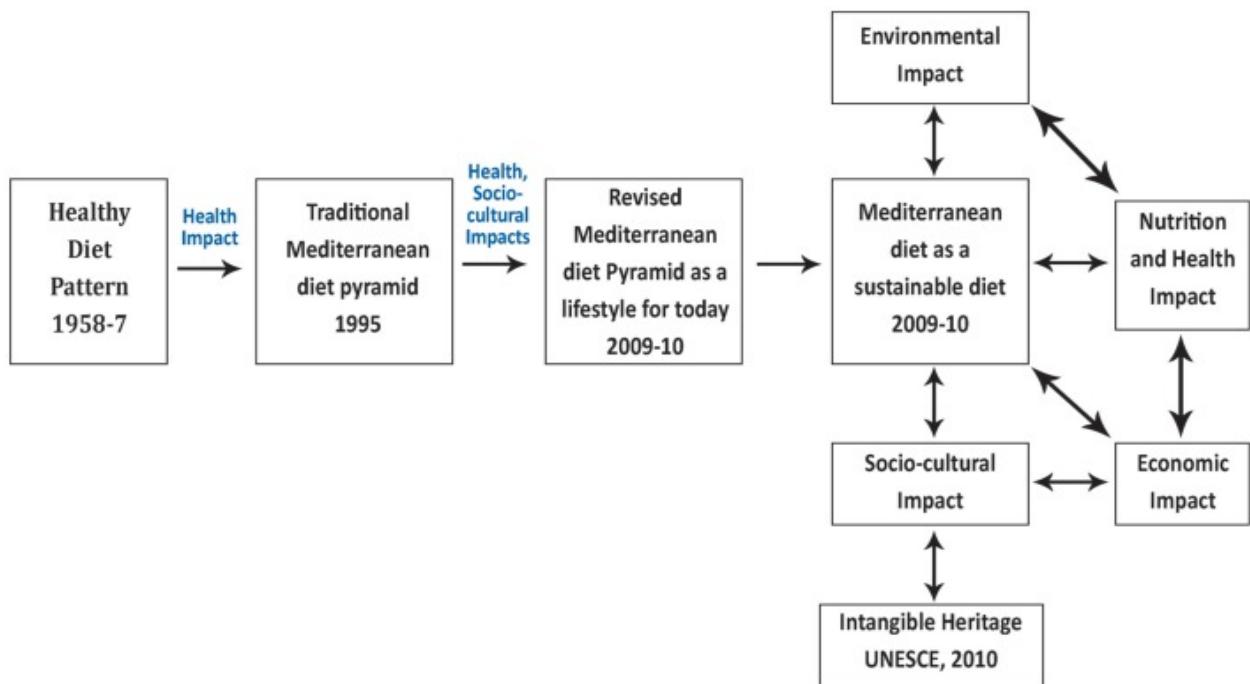 Environmental
Impact
Healthy
Diet
Pattern
1958-7
Health
Impact
Traditional
Mediterranean
diet pyramid
1995
Health,
Socio-
cultural
Impacts
Revised
Mediterranean
diet Pyramid as a
lifestyle for today
2009-10
Mediterranean
diet as a
sustainable diet
2009-10
Nutrition
and Health
Impact
Socio-cultural
Impact
Economic
Impact
Intangible Heritage
UNESCE, 2010